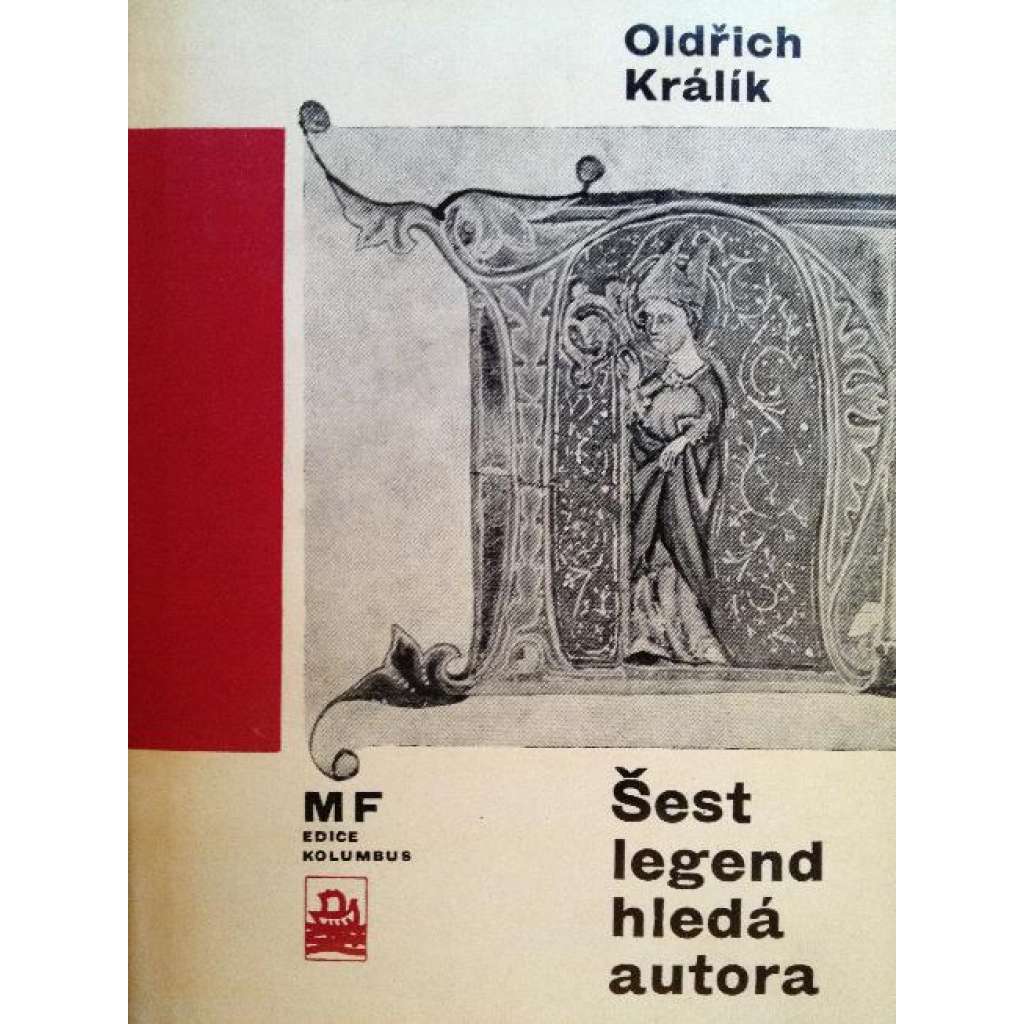 Oldřich
Králík
MF
EDICE
KOLUMBUS
Šest
legend
hledá
autora